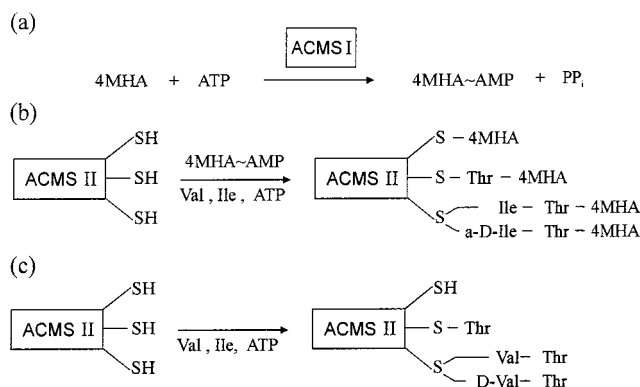 (a)
ACMS I
4MHA + ATP 4MHA~AMP + PPi
(b)
SH
SH
SH
ACMS II
4MHA~AMP
Val , Ile , ATP
ACMS II
S – 4MHA
S – Thr – 4MHA
S Ile – Thr – 4MHA
a-D-Ile – Thr – 4MHA
(c)
SH
SH
SH
ACMS II
Val , Ile, ATP
ACMS II
SH
S – Thr
S Val – Thr
D-Val – Thr